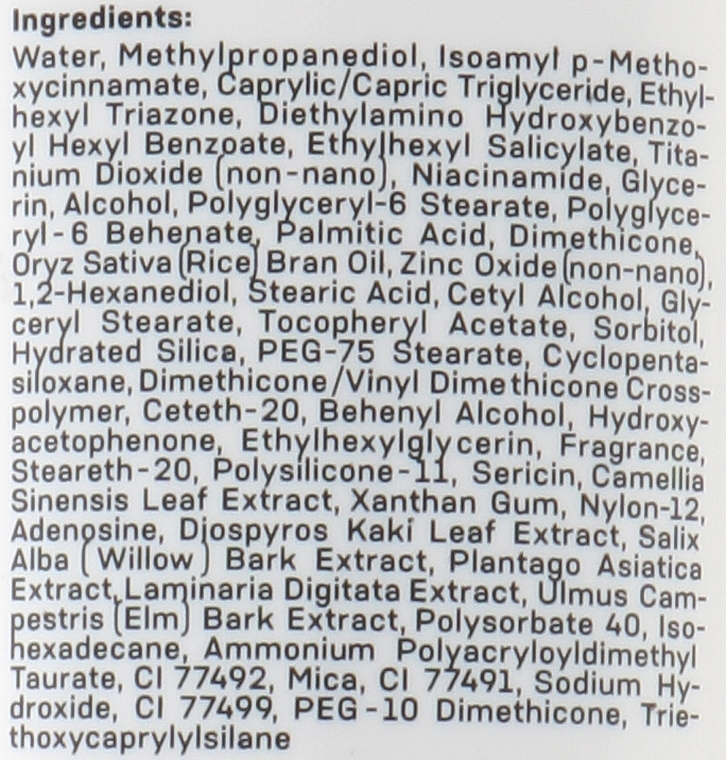 Ingredients:
Water, Methylpropanediol, Isoamyl p-Metho-
xycinnamate, Caprylic/Capric Triglyceride, Ethyl-
hexyl Triazone, Diethylamino Hydroxybenzo-
yl Hexyl Benzoate, Ethylhexyl Salicylate, Tita-
nium Dioxide (non-nano), Niacinamide, Glyce-
rin, Alcohol, Polyglyceryl-6 Stearate, Polyglyce-
ryl-6 Behenate, Palmitic Acid, Dimethicone,
Oryz Sativa (Rice) Bran Oil, Zinc Oxide (non-nano),
1,2-Hexanediol, Stearic Acid, Cetyl Alcohol, Gly-
ceryl Stearate, Tocopheryl Acetate, Sorbitol,
Hydrated Silica, PEG-75 Stearate, Cyclopenta-
siloxane, Dimethicone/Vinyl Dimethicone Cross-
polymer, Ceteth-20, Behenyl Alcohol, Hydroxy-
acetophenone, Ethylhexylglycerin, Fragrance,
Steareth-20, Polysilicone-11, Sericin, Camellia
Sinensis Leaf Extract, Xanthan Gum, Nylon-12,
Adenosine, Diospyros Kaki Leaf Extract, Salix
Alba (Willow) Bark Extract, Plantago Asiatica
Extract, Laminaria Digitata Extract, Ulmus Cam-
pestris (Elm) Bark Extract, Polysorbate 40, Iso-
hexadecane, Ammonium Polyacryloyldimethyl
Taurate, CI 77492, Mica, CI 77491, Sodium Hy-
droxide, CI 77499, PEG-10 Dimethicone, Trie-
thoxycaprylylsilane